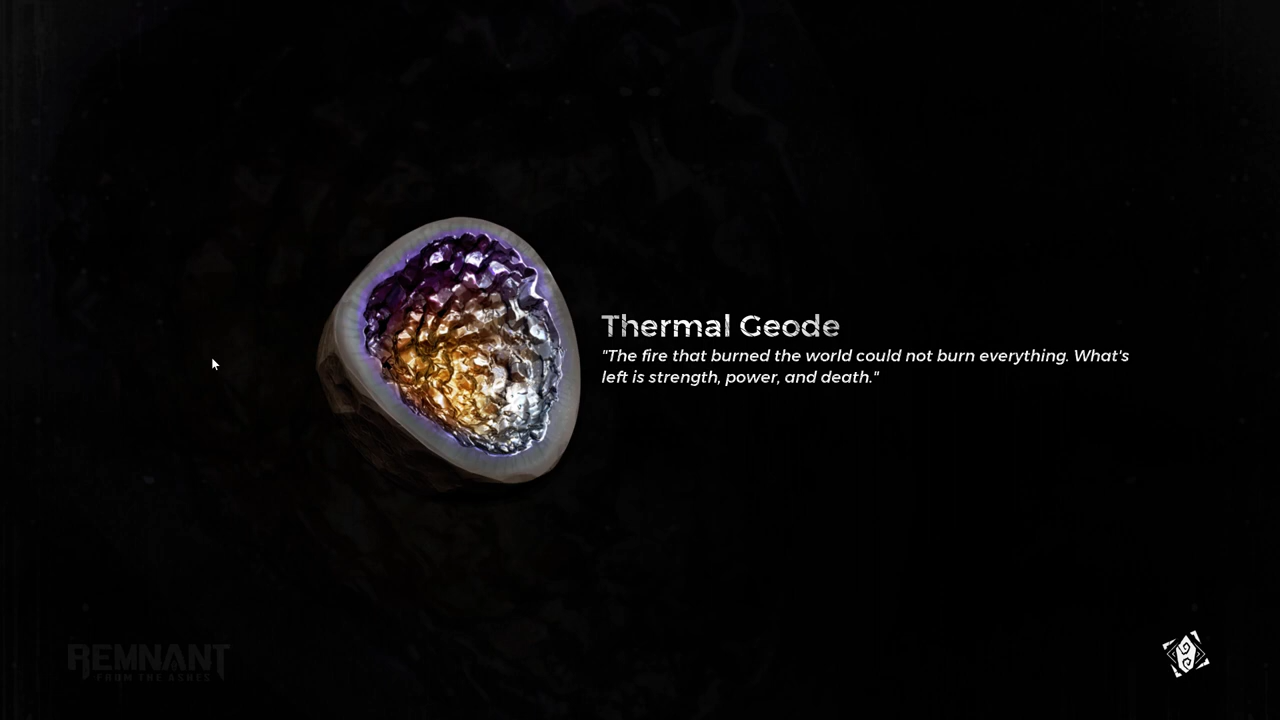 Thermal Geode
"The fire that burned the world could not burn everything. What's
left is strength, power, and death."
REMNANT
FROM THE ASHES